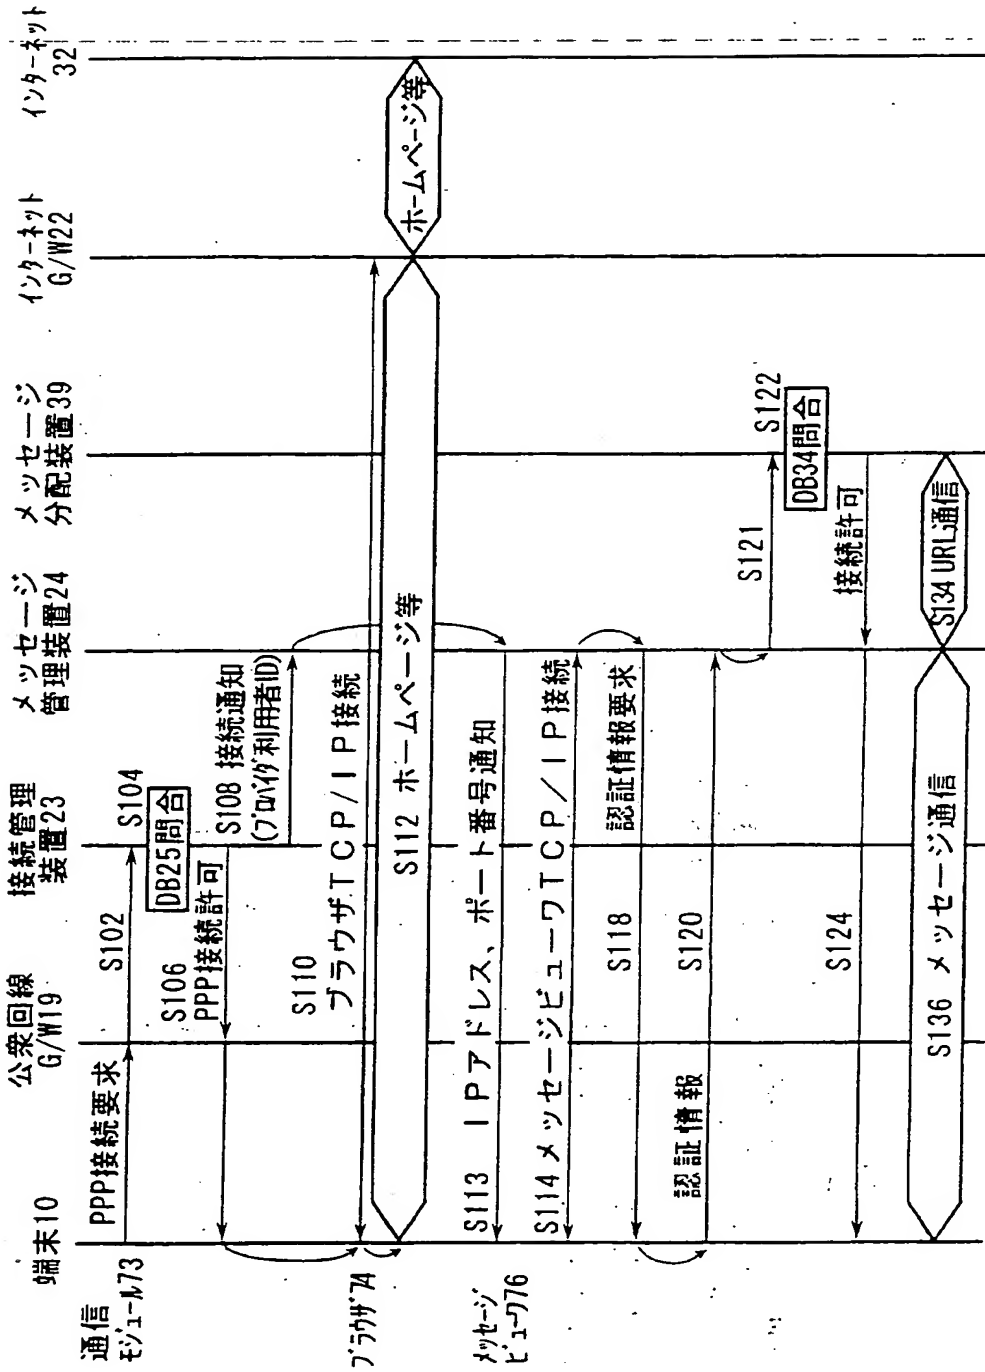 端末10
公衆回線
G/W19
接続管理
装置23
メッセージ
管理装置24
メッセージ
分配装置39
インターネット
G/W22
インターネット
32
通信
モジュール73
PPP接続要求
S102
S104
DB25問合
S106
PPP接続許可
S108 接続通知
(プロバイダ利用者ID)
S110
ブラウザTCP/IP接続
ブラウザ74
S112 ホームページ等
ホームページ等
メッセージ
ビューワ76
S113 IPアドレス、ポート番号通知
S114メッセージビューワTCP/IP接続
S118
認証情報要求
認証情報
S120
S121
S122
DB34問合
接続許可
S124
S134 URL通信
S136 メッセージ通信